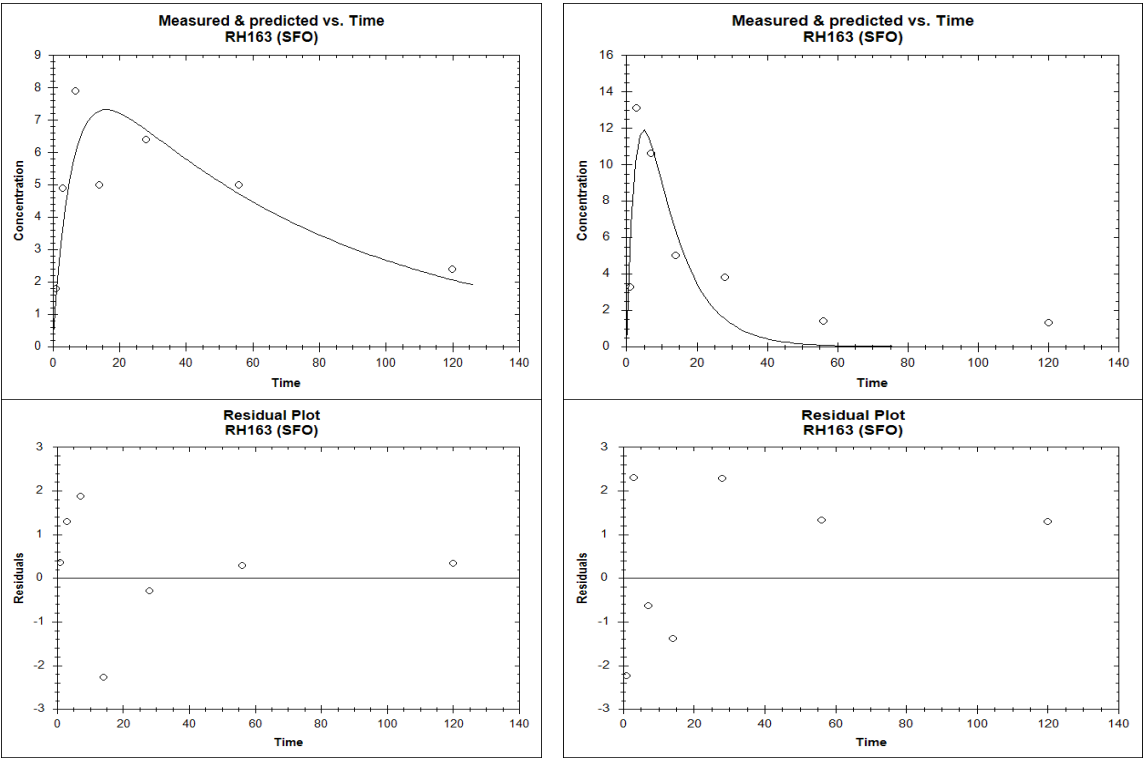 Measured & predicted vs. Time
RH163 (SFO)
9
8
7
6
5
4
3
2
1
0
Concentration
0 20 40 60 80 100 120 140
Time
Residual Plot
RH163 (SFO)
3
2
1
0
-1
-2
-3
Residuals
0 20 40 60 80 100 120 140
Time
Measured & predicted vs. Time
RH163 (SFO)
16
14
12
10
8
6
4
2
0
Concentration
0 20 40 60 80 100 120 140
Time
Residual Plot
RH163 (SFO)
3
2
1
0
-1
-2
-3
Residuals
0 20 40 60 80 100 120 140
Time